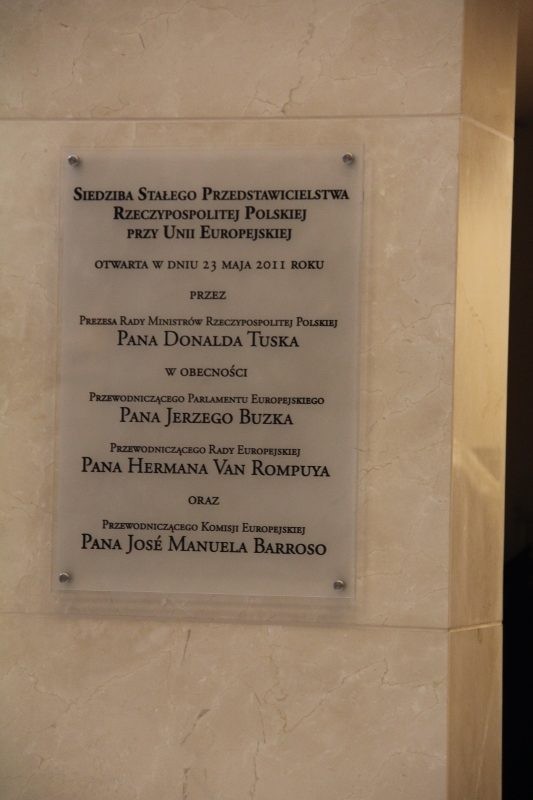 Siedziba Stałego Przedstawicielstwa
Rzeczypospolitej Polskiej
przy Unii Europejskiej
otwarta w dniu 23 maja 2011 roku
przez
Prezesa Rady Ministrów Rzeczypospolitej Polskiej
Pana Donalda Tuska
w obecności
Przewodniczącego Parlamentu Europejskiego
Pana Jerzego Buzka
Przewodniczącego Rady Europejskiej
Pana Hermana Van Rompuya
oraz
Przewodniczącego Komisji Europejskiej
Pana José Manuela Barroso